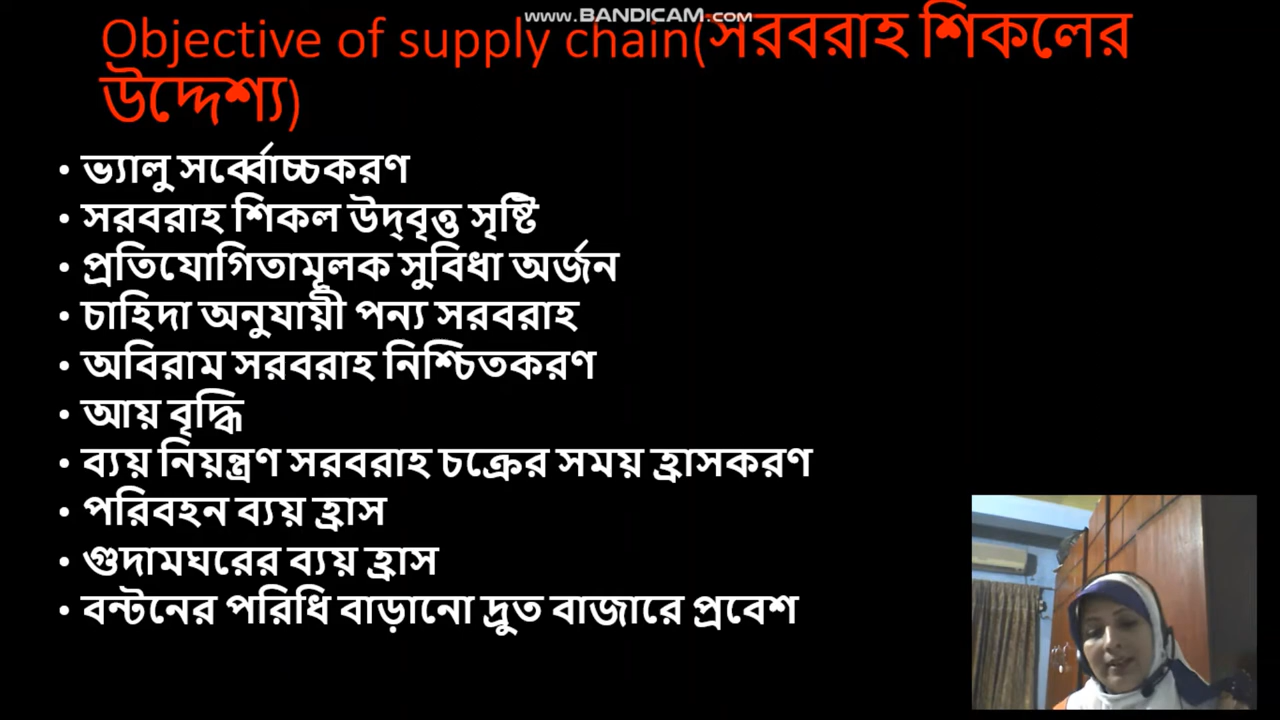 www.BANDICAM.com
Objective of supply chain(সরবরাহ শিকলের
উদ্দেশ্য)
• ভ্যালু সর্ব্বোচ্চকরণ
• সরবরাহ শিকল উদ্‌বৃত্ত সৃষ্টি
• প্রতিযোগিতামূলক সুবিধা অর্জন
• চাহিদা অনুযায়ী পন্য সরবরাহ
• অবিরাম সরবরাহ নিশ্চিতকরণ
• আয় বৃদ্ধি
• ব্যয় নিয়ন্ত্রণ সরবরাহ চক্রের সময় হ্রাসকরণ
• পরিবহন ব্যয় হ্রাস
• গুদামঘরের ব্যয় হ্রাস
• বন্টনের পরিধি বাড়ানো দ্রুত বাজারে প্রবেশ